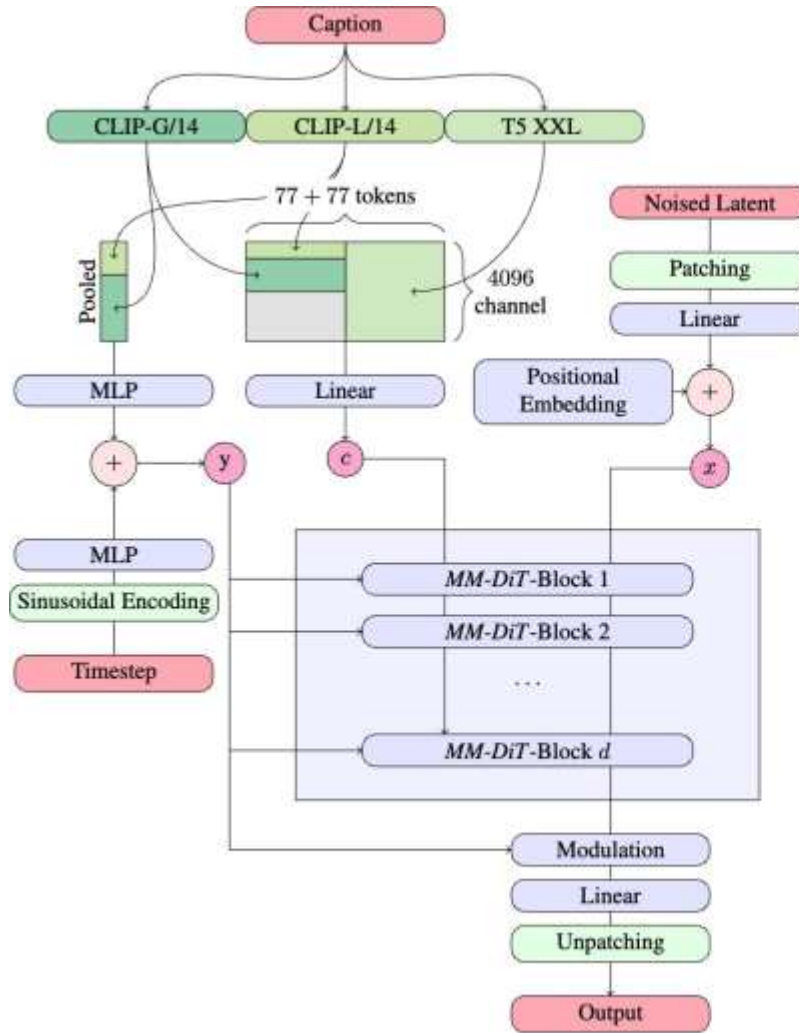 Caption
CLIP-G/14
CLIP-L/14
T5 XXL
77 + 77 tokens
Noised Latent
Pooled
4096
channel
Patching
Linear
MLP
Linear
Positional
Embedding
+
+
y
c
x
MLP
Sinusoidal Encoding
Timestep
MM-DiT-Block 1
MM-DiT-Block 2
. . .
MM-DiT-Block d
Modulation
Linear
Unpatching
Output